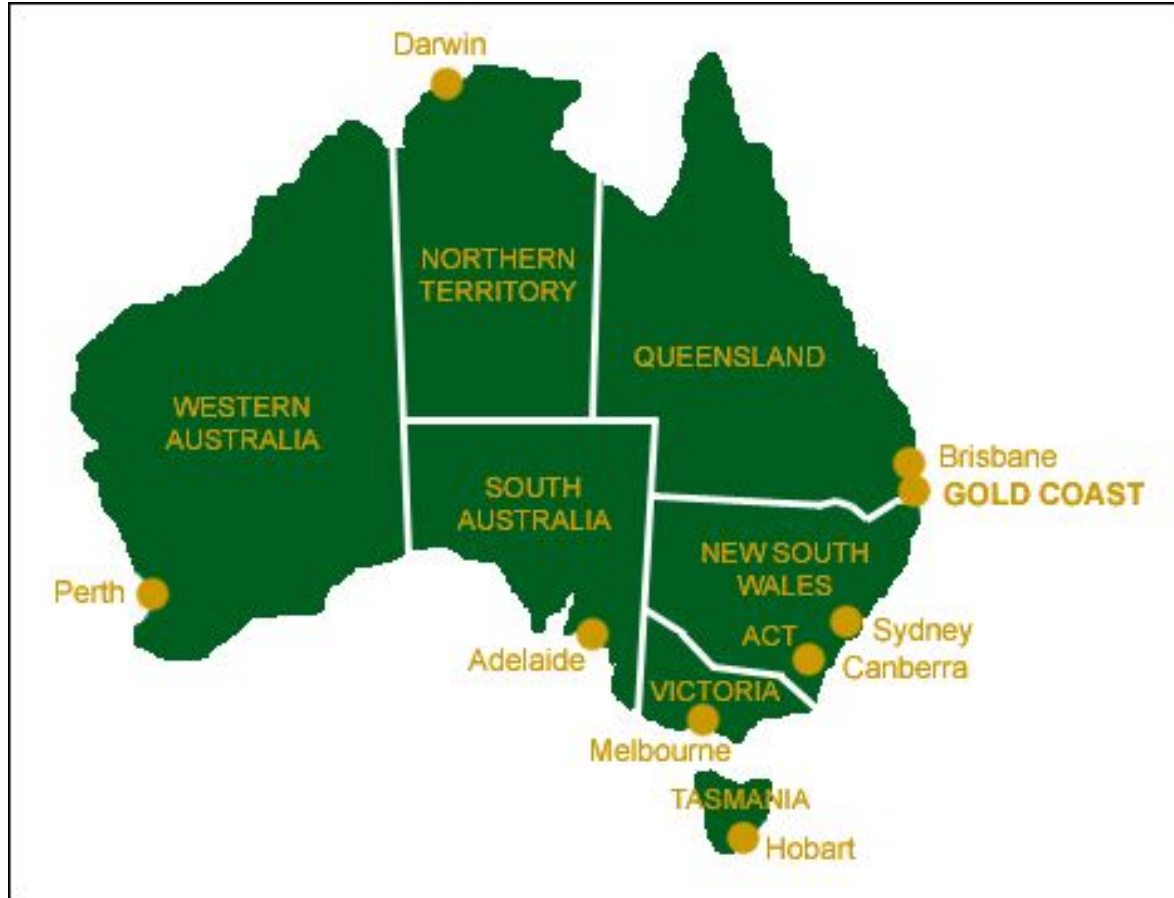 Darwin
NORTHERN
TERRITORY
QUEENSLAND
WESTERN
AUSTRALIA
Brisbane
GOLD COAST
SOUTH
AUSTRALIA
NEW SOUTH
WALES
Perth
ACT
Sydney
Adelaide
Canberra
VICTORIA
Melbourne
TASMANIA
Hobart